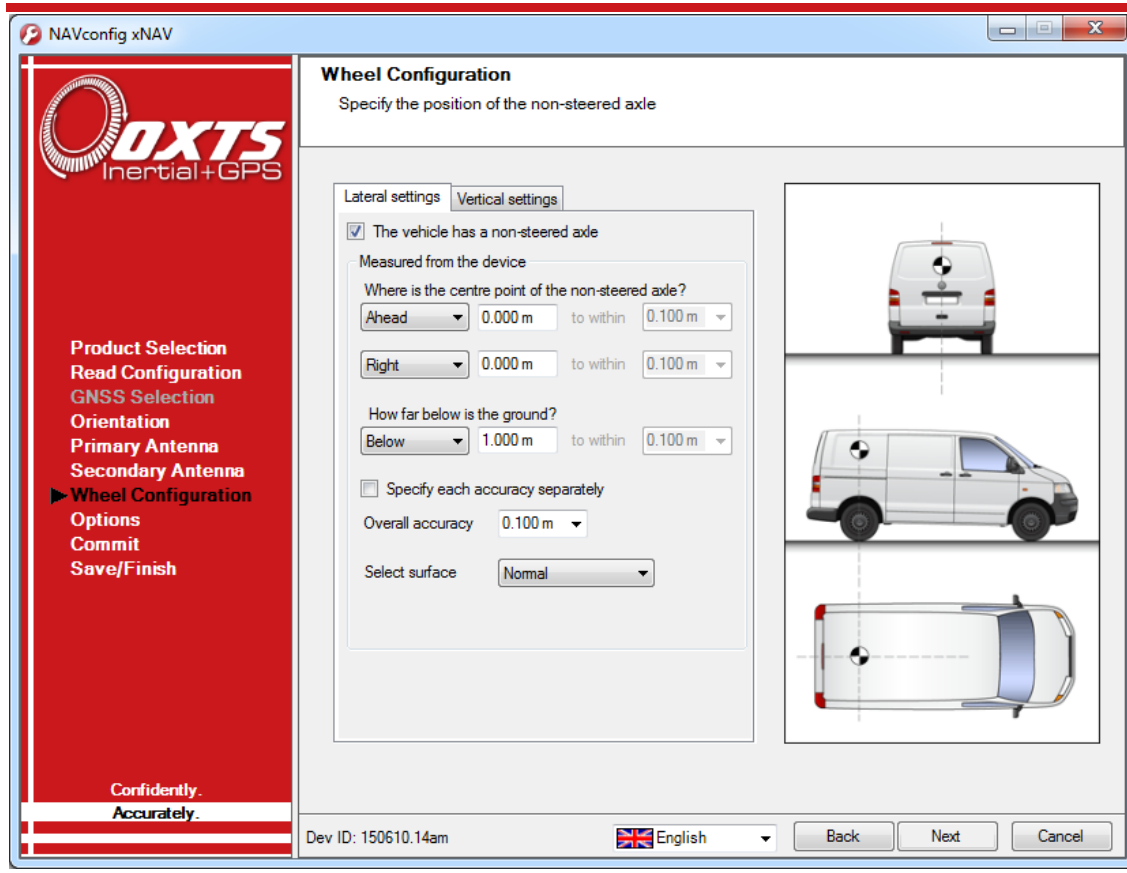 NAVconfig xNAV
OXTS
Inertial+GPS
Product Selection
Read Configuration
GNSS Selection
Orientation
Primary Antenna
Secondary Antenna
Wheel Configuration
Options
Commit
Save/Finish
Confidently.
Accurately.
Wheel Configuration
Specify the position of the non-steered axle
Lateral settings Vertical settings
The vehicle has a non-steered axle
Measured from the device
Where is the centre point of the non-steered axle?
Ahead 0.000 m to within 0.100 m
Right 0.000 m to within 0.100 m
How far below is the ground?
Below 1.000 m to within 0.100 m
Specify each accuracy separately
Overall accuracy 0.100 m
Select surface Normal
Dev ID: 150610.14am English Back Next Cancel